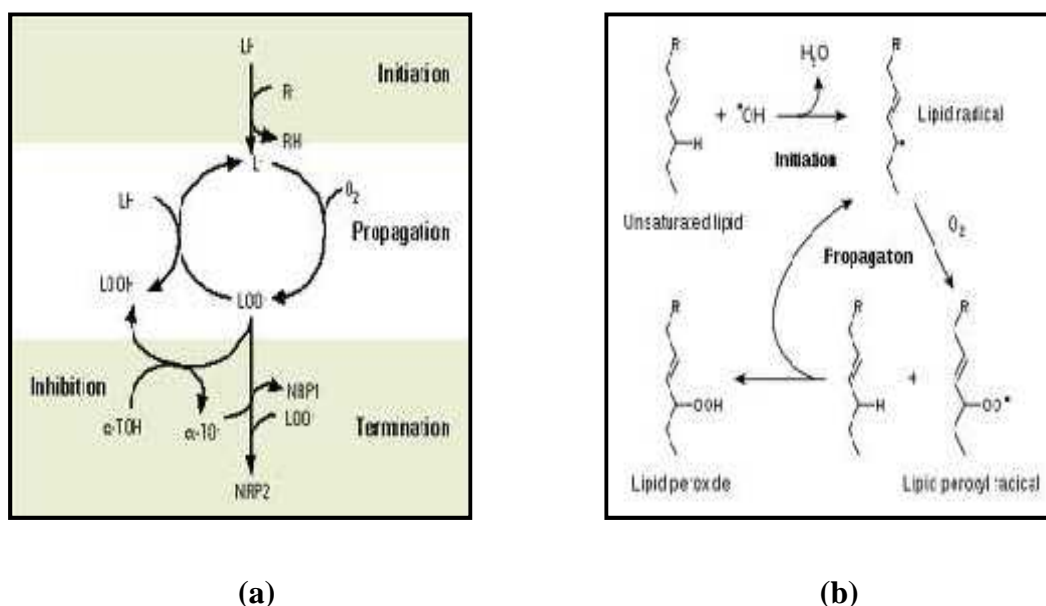 LH
Initiation
R
RH
L
LH
O2
Propagation
LOOH
LOO
Inhibition
NRP1
LOO
α-TOH
α-TO
Termination
NRP2
(a)
R
H2O
R
+ •OH
Lipid radical
H
Initiation
Unsaturated lipid
O2
Propagaton
R
R
R
+
OOH
H
OO•
Lipid peroxide
Lipid peroxyl radical
(b)